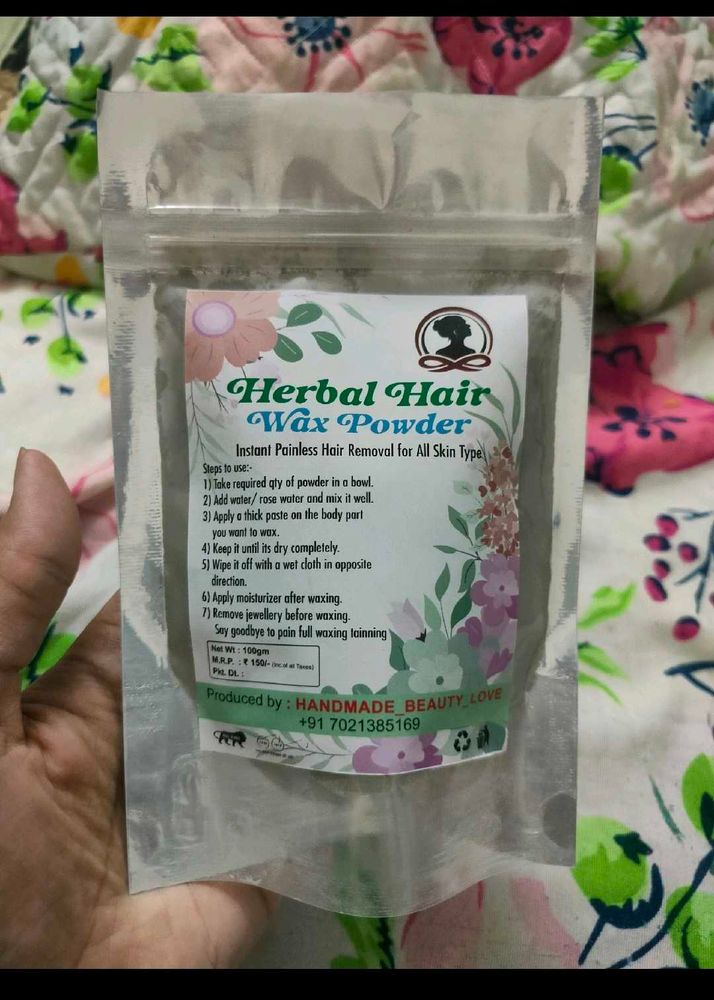 Herbal Hair
Wax Powder
Instant Painless Hair Removal for All Skin Type
Steps to use:-
1) Take required qty of powder in a bowl.
2) Add water/ rose water and mix it well.
3) Apply a thick paste on the body part
you want to wax.
4) Keep it until its dry completely.
5) Wipe it off with a wet cloth in opposite
direction.
6) Apply moisturizer after waxing.
7) Remove jewellery before waxing.
Say goodbye to pain full waxing tainning
Net Wt : 100gm
M.R.P. : ₹ 150/- (Inc of all Taxes)
Pkt. Dt. :
Produced by : HANDMADE_BEAUTY_LOVE
+91 7021385169